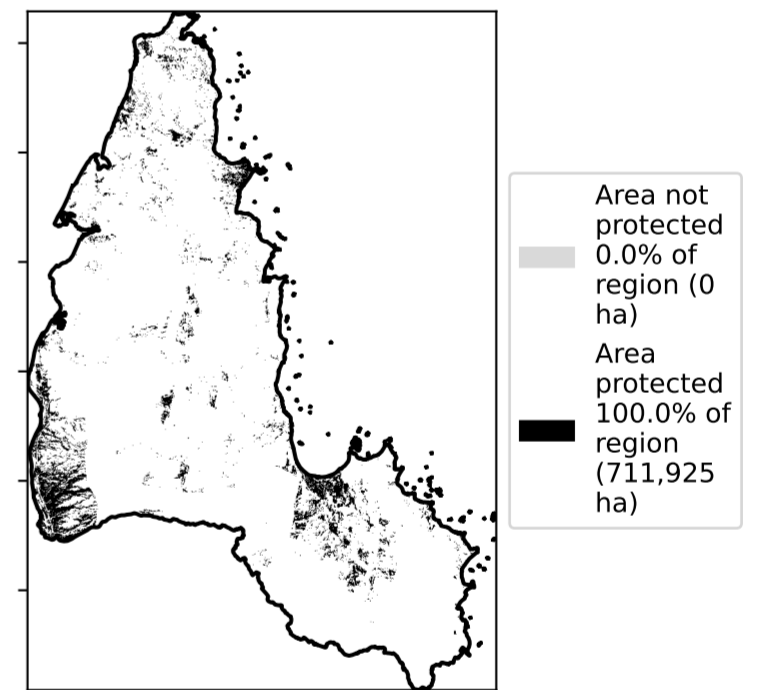 Area not
protected
0.0% of
region (0
ha)
Area
protected
100.0% of
region
(711,925
ha)